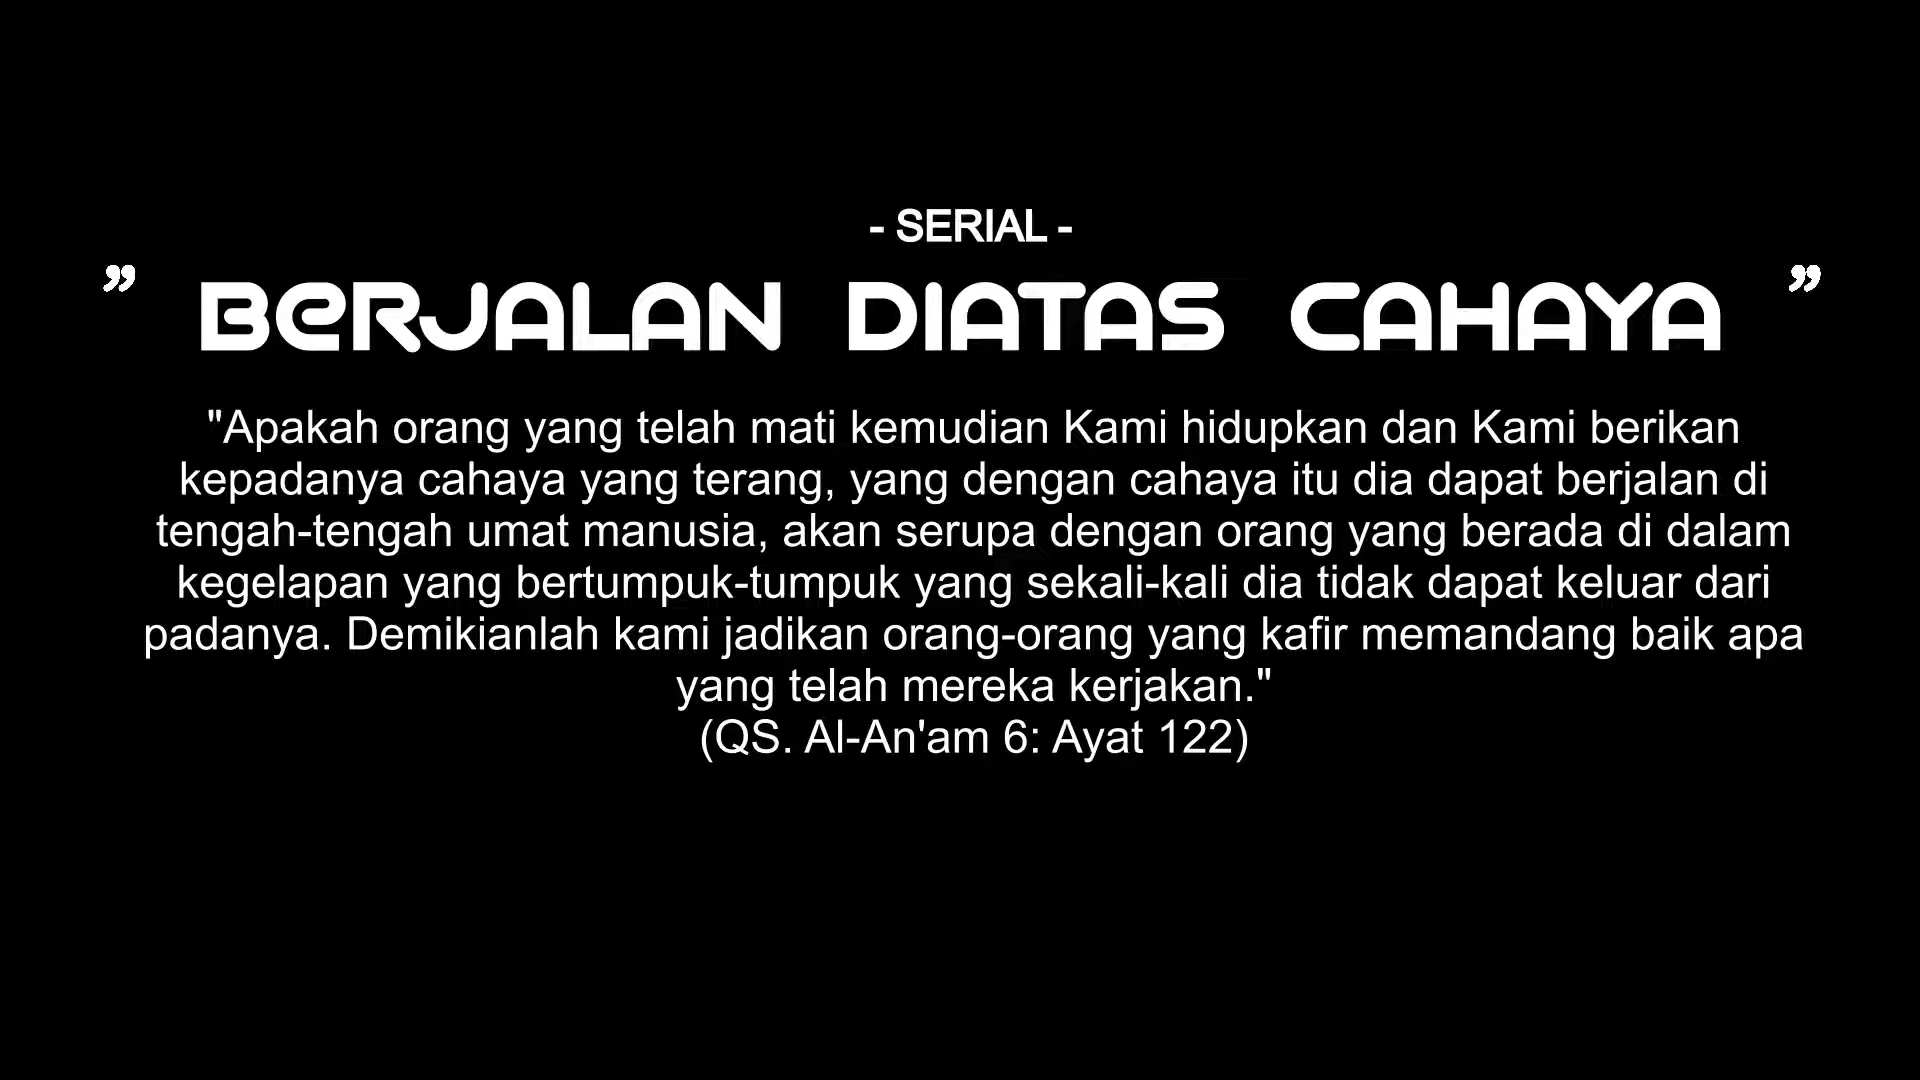 - SERIAL -
” BERJALAN DIATAS CAHAYA ”
"Apakah orang yang telah mati kemudian Kami hidupkan dan Kami berikan
kepadanya cahaya yang terang, yang dengan cahaya itu dia dapat berjalan di
tengah-tengah umat manusia, akan serupa dengan orang yang berada di dalam
kegelapan yang bertumpuk-tumpuk yang sekali-kali dia tidak dapat keluar dari
padanya. Demikianlah kami jadikan orang-orang yang kafir memandang baik apa
yang telah mereka kerjakan."
(QS. Al-An'am 6: Ayat 122)